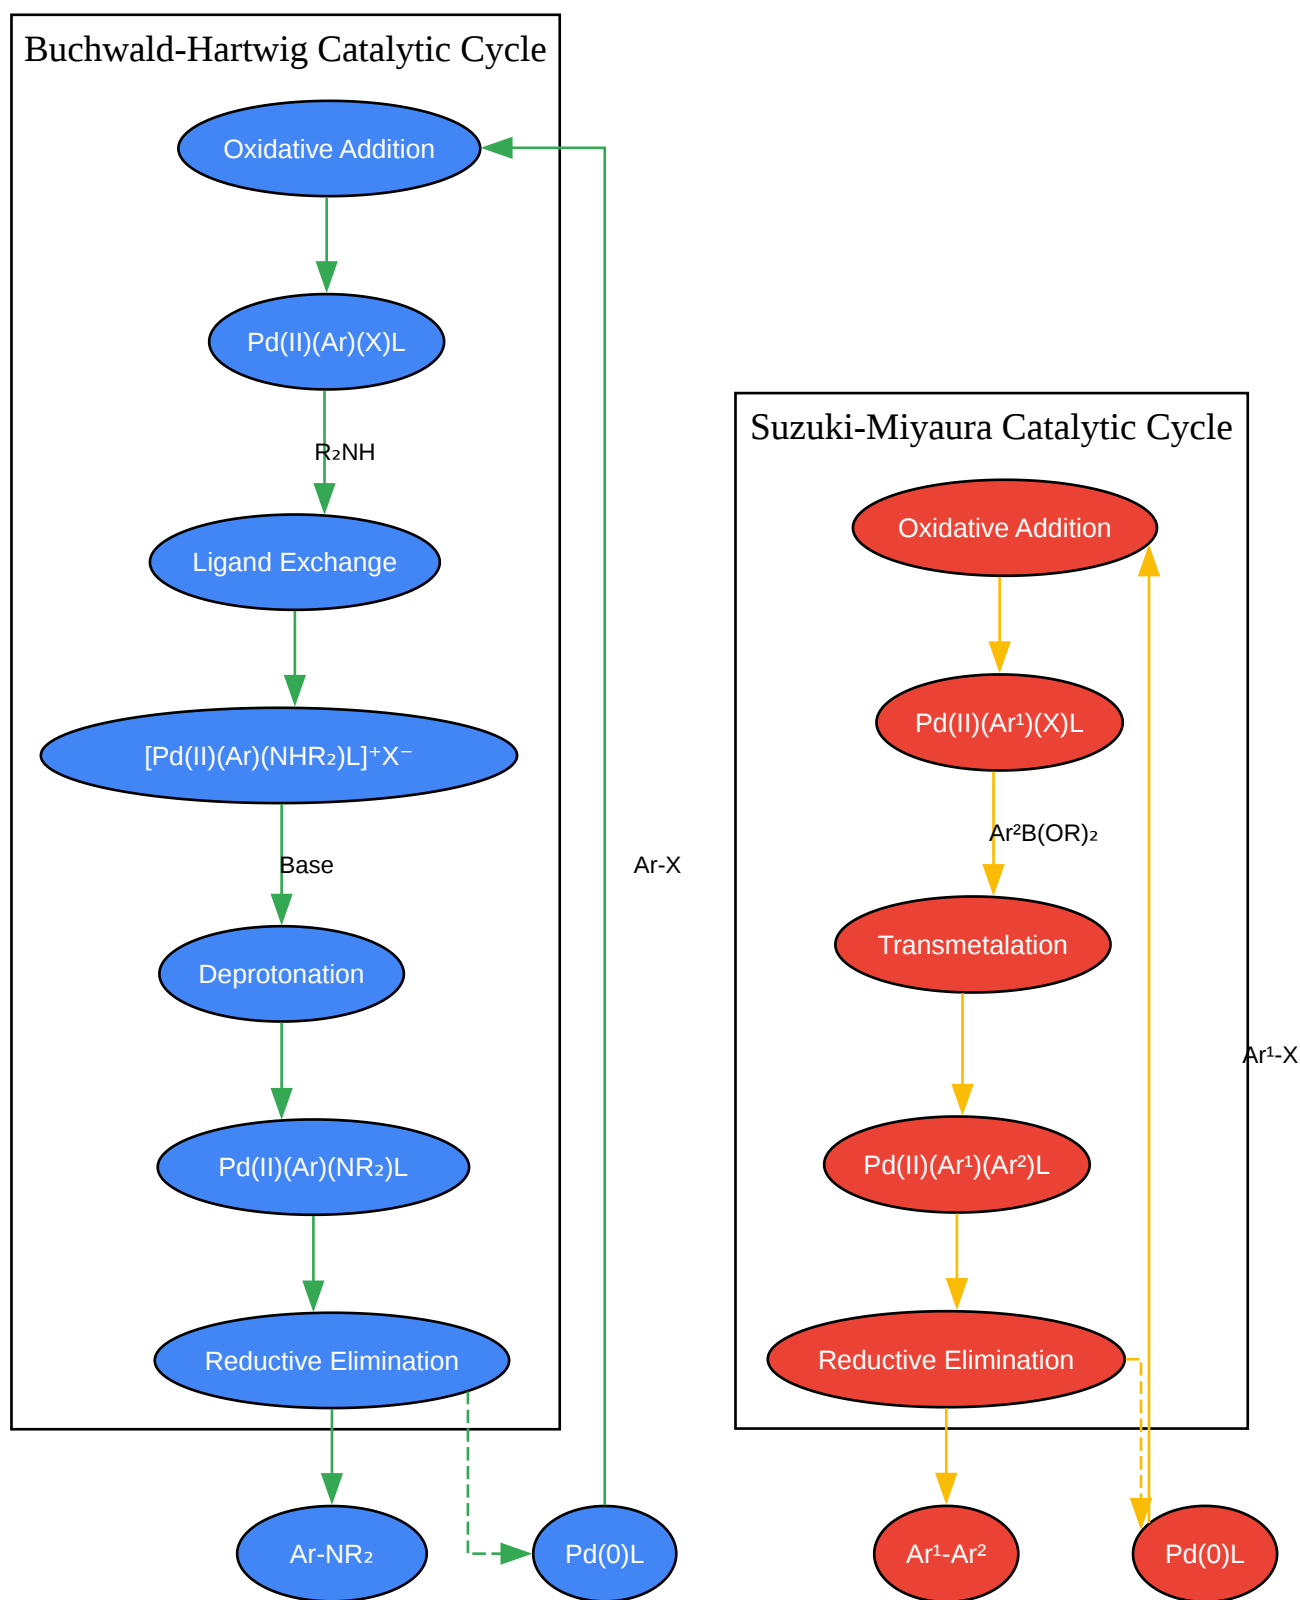 Buchwald-Hartwig Catalytic Cycle
Oxidative Addition
Pd(II)(Ar)(X)L
R₂NH
Ligand Exchange
[Pd(II)(Ar)(NHR₂)L]⁺X⁻
Base
Deprotonation
Pd(II)(Ar)(NR₂)L
Reductive Elimination
Ar-NR₂
Pd(0)L
Ar-X
Suzuki-Miyaura Catalytic Cycle
Oxidative Addition
Pd(II)(Ar¹)(X)L
Ar²B(OR)₂
Transmetalation
Pd(II)(Ar¹)(Ar²)L
Reductive Elimination
Ar¹-Ar²
Pd(0)L
Ar¹-X